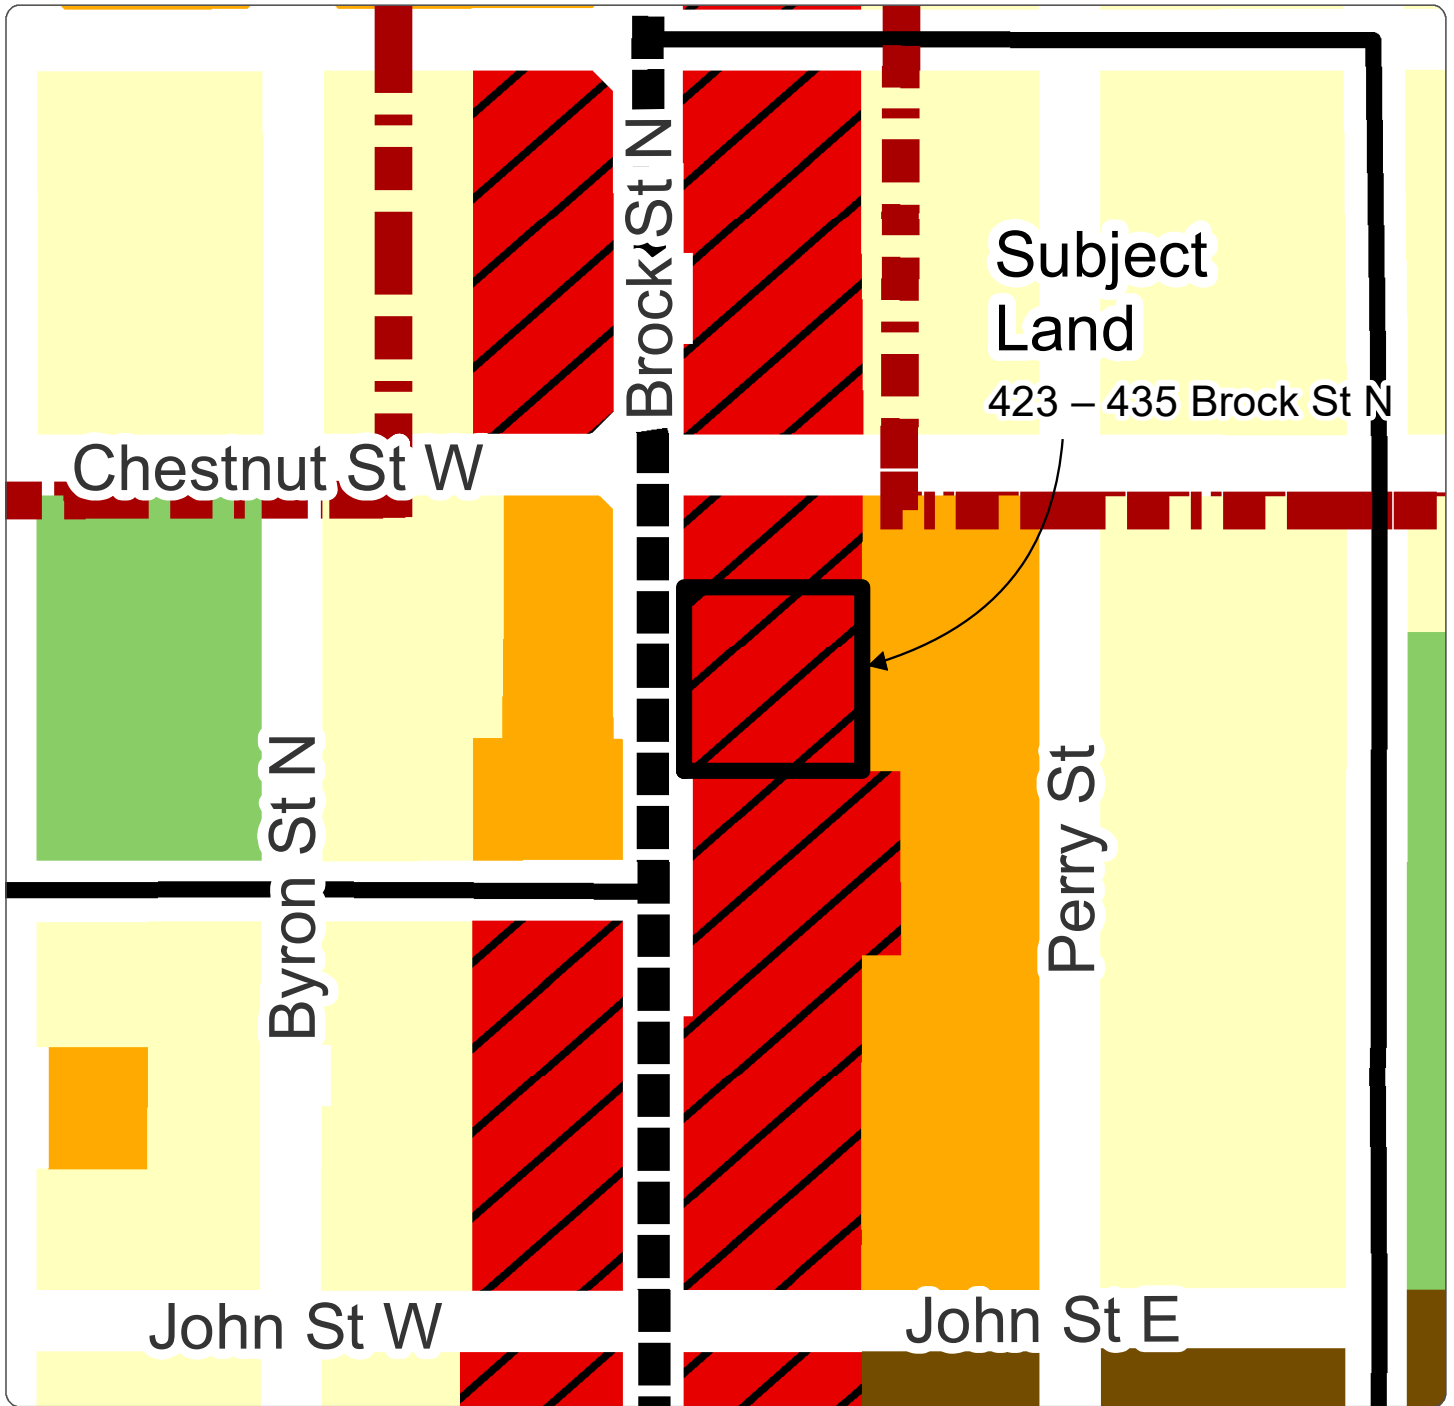 Brock St N
Subject
Land
423 – 435 Brock St N
Chestnut St W
Byron St N
Perry St
John St W
John St E